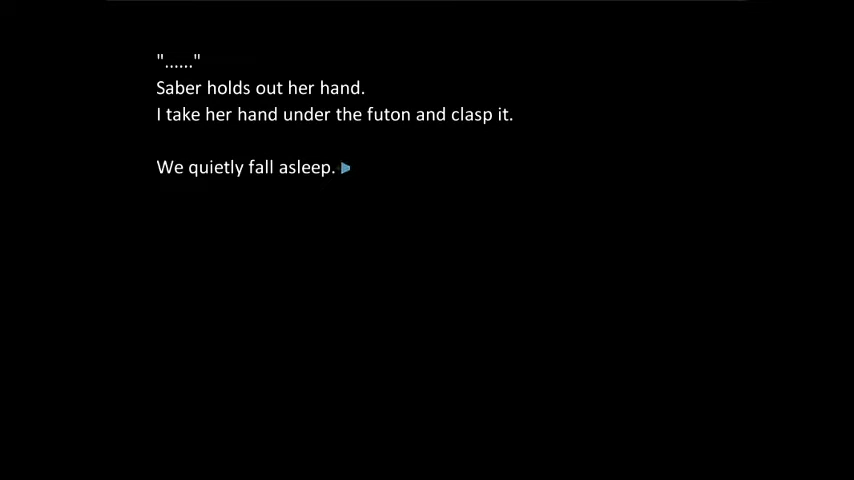 "......"
Saber holds out her hand.
I take her hand under the futon and clasp it.
We quietly fall asleep.